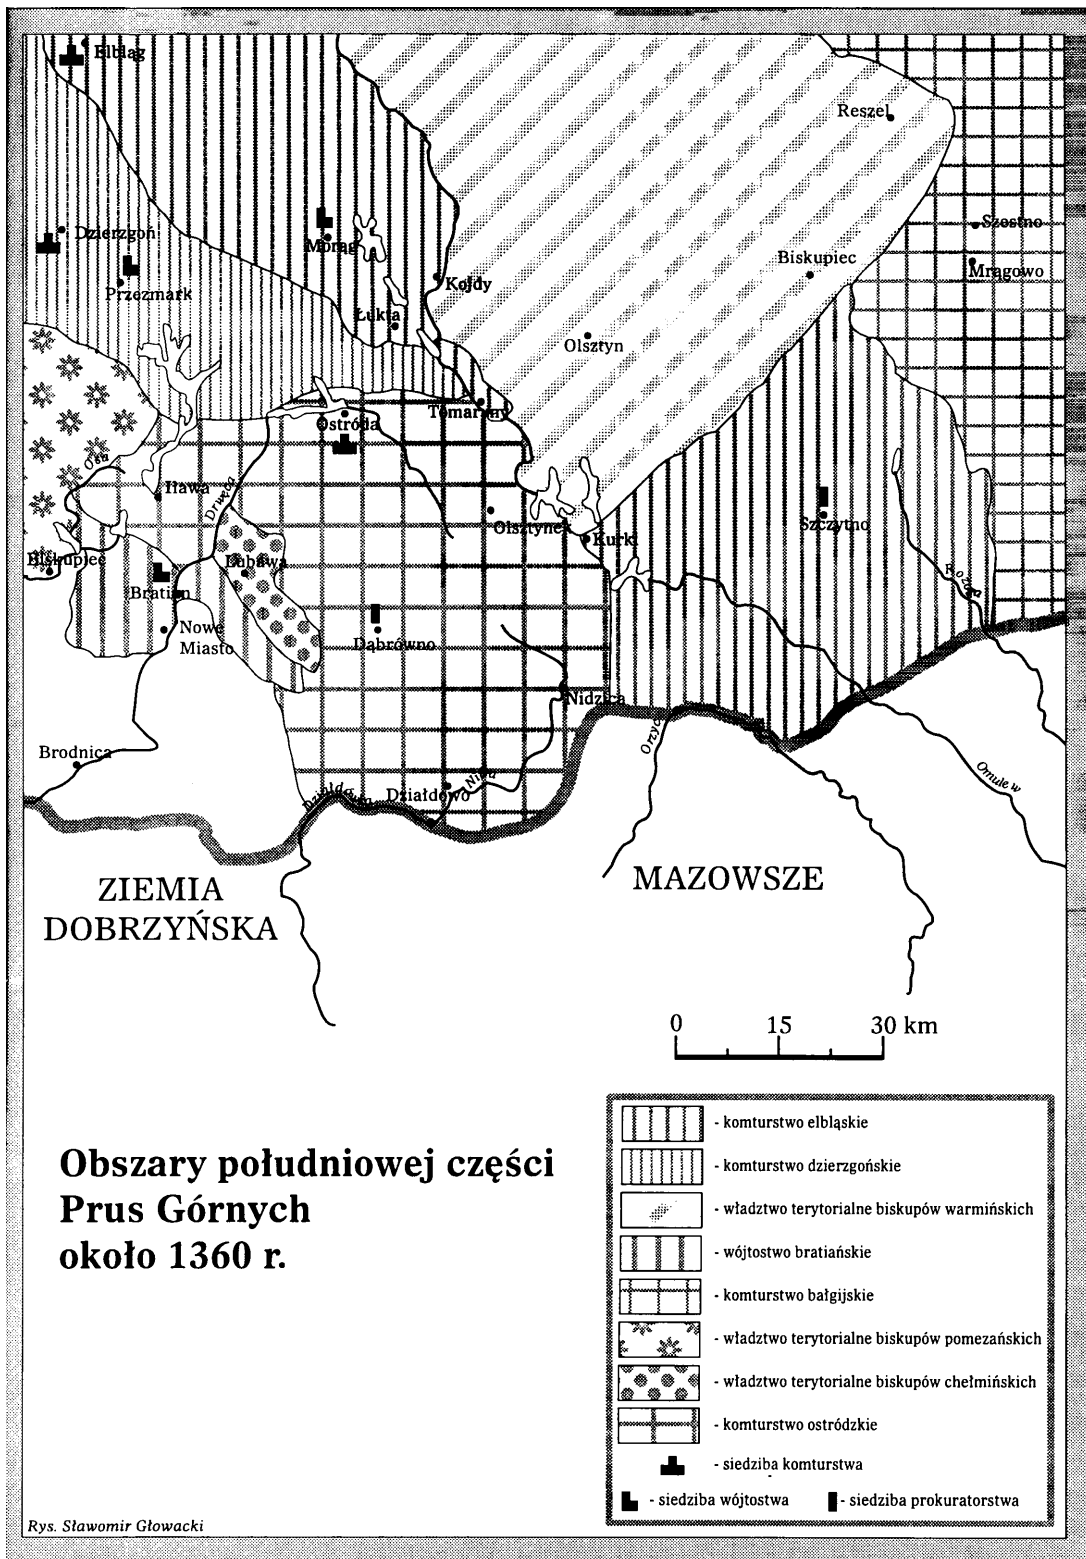 Elbląg
Reszel
Dzierzgoń
Szestno
Morąg
Biskupiec
Mrągowo
Przezmark
Kojdy
Łukta
Olsztyn
Tomaryny
Ostróda
Osa
Iława
Drwęca
Olsztynek
Szczytno
Kurki
Biskupiec
Lubawa
Bratian
Rozoga
Nowe
Miasto
Dąbrówno
Nidzica
Orzyc
Brodnica
Nida
Działdowo
Omulew
MAZOWSZE
ZIEMIA
DOBRZYŃSKA
0 15 30 km
Obszary południowej części
Prus Górnych
około 1360 r.
- komturstwo elbląskie
- komturstwo dzierzgońskie
- władztwo terytorialne biskupów warmińskich
- wójtostwo bratiańskie
- komturstwo bałgijskie
- władztwo terytorialne biskupów pomezańskich
- władztwo terytorialne biskupów chełmińskich
- komturstwo ostródzkie
- siedziba komturstwa
- siedziba wójtostwa - siedziba prokuratorstwa
Rys. Sławomir Głowacki